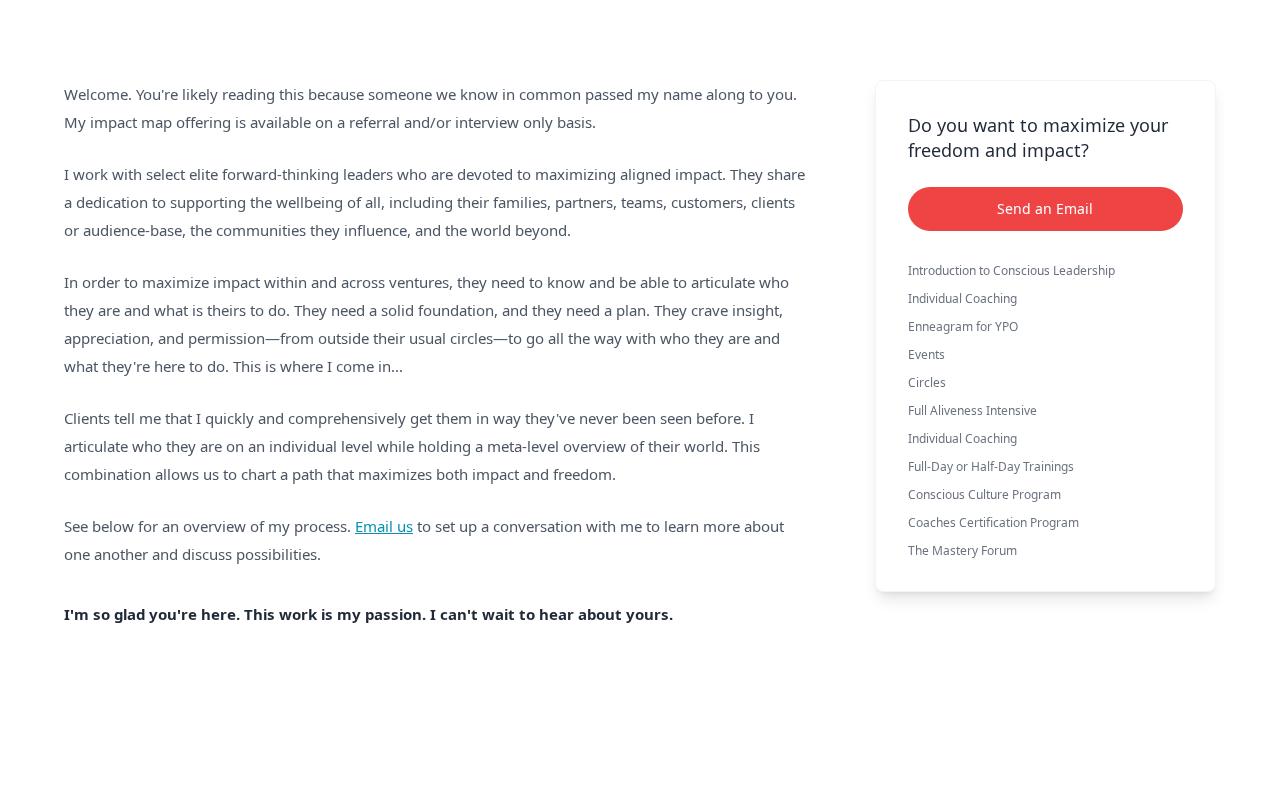 Welcome. You're likely reading this because someone we know in common passed my name along to you.
My impact map offering is available on a referral and/or interview only basis.
I work with select elite forward-thinking leaders who are devoted to maximizing aligned impact. They share
a dedication to supporting the wellbeing of all, including their families, partners, teams, customers, clients
or audience-base, the communities they influence, and the world beyond.
In order to maximize impact within and across ventures, they need to know and be able to articulate who
they are and what is theirs to do. They need a solid foundation, and they need a plan. They crave insight,
appreciation, and permission—from outside their usual circles—to go all the way with who they are and
what they're here to do. This is where I come in...
Clients tell me that I quickly and comprehensively get them in way they've never been seen before. I
articulate who they are on an individual level while holding a meta-level overview of their world. This
combination allows us to chart a path that maximizes both impact and freedom.
See below for an overview of my process. Email us to set up a conversation with me to learn more about
one another and discuss possibilities.
I'm so glad you're here. This work is my passion. I can't wait to hear about yours.
Do you want to maximize your
freedom and impact?
Send an Email
Introduction to Conscious Leadership
Individual Coaching
Enneagram for YPO
Events
Circles
Full Aliveness Intensive
Individual Coaching
Full-Day or Half-Day Trainings
Conscious Culture Program
Coaches Certification Program
The Mastery Forum